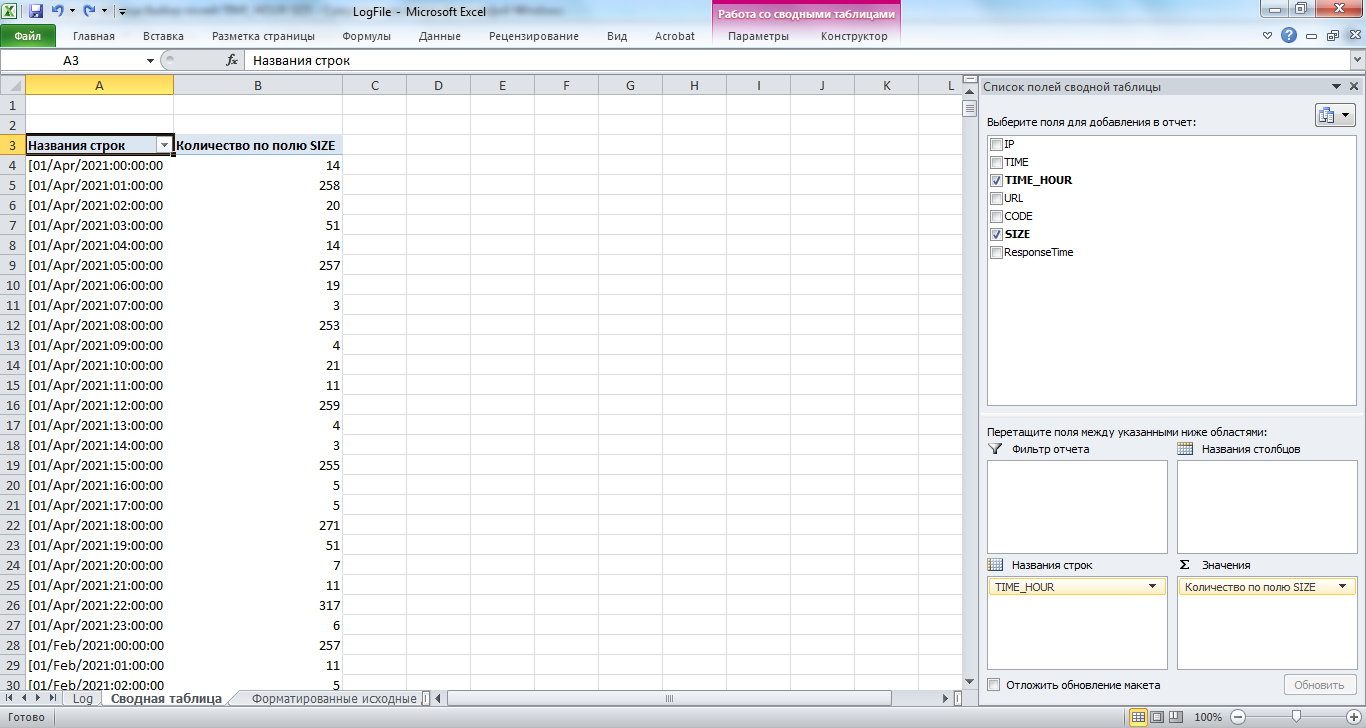 LogFile - Microsoft Excel
Работа со сводными таблицами
Файл Главная Вставка Разметка страницы Формулы Данные Рецензирование Вид Acrobat Параметры Конструктор
A3 fx Названия строк
A B C D E F G H I J K L
1
2
3 Названия строк Количество по полю SIZE
4 [01/Apr/2021:00:00:00 14
5 [01/Apr/2021:01:00:00 258
6 [01/Apr/2021:02:00:00 20
7 [01/Apr/2021:03:00:00 51
8 [01/Apr/2021:04:00:00 14
9 [01/Apr/2021:05:00:00 257
10 [01/Apr/2021:06:00:00 19
11 [01/Apr/2021:07:00:00 3
12 [01/Apr/2021:08:00:00 253
13 [01/Apr/2021:09:00:00 4
14 [01/Apr/2021:10:00:00 21
15 [01/Apr/2021:11:00:00 11
16 [01/Apr/2021:12:00:00 259
17 [01/Apr/2021:13:00:00 4
18 [01/Apr/2021:14:00:00 3
19 [01/Apr/2021:15:00:00 255
20 [01/Apr/2021:16:00:00 5
21 [01/Apr/2021:17:00:00 5
22 [01/Apr/2021:18:00:00 271
23 [01/Apr/2021:19:00:00 51
24 [01/Apr/2021:20:00:00 7
25 [01/Apr/2021:21:00:00 11
26 [01/Apr/2021:22:00:00 317
27 [01/Apr/2021:23:00:00 6
28 [01/Feb/2021:00:00:00 257
29 [01/Feb/2021:01:00:00 11
30 [01/Feb/2021:02:00:00 5
Список полей сводной таблицы
Выберите поля для добавления в отчет:
IP
TIME
TIME_HOUR
URL
CODE
SIZE
ResponseTime
Перетащите поля между указанными ниже областями:
Фильтр отчета Названия столбцов
Названия строк Σ Значения
TIME_HOUR Количество по полю SIZE
Отложить обновление макета Обновить
Log Сводная таблица Форматированные исходные
Готово 100%